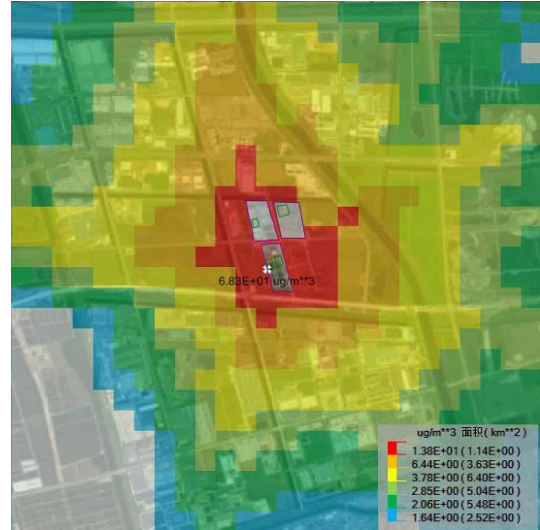 6.83E+01 ug/m**3
ug/m**3 面积( km**2)
1.38E+01 ( 1.14E+00)
6.44E+00 ( 3.63E+00)
3.78E+00 ( 6.40E+00)
2.85E+00 ( 5.04E+00)
2.06E+00 ( 5.48E+00)
1.64E+00 ( 2.52E+00)